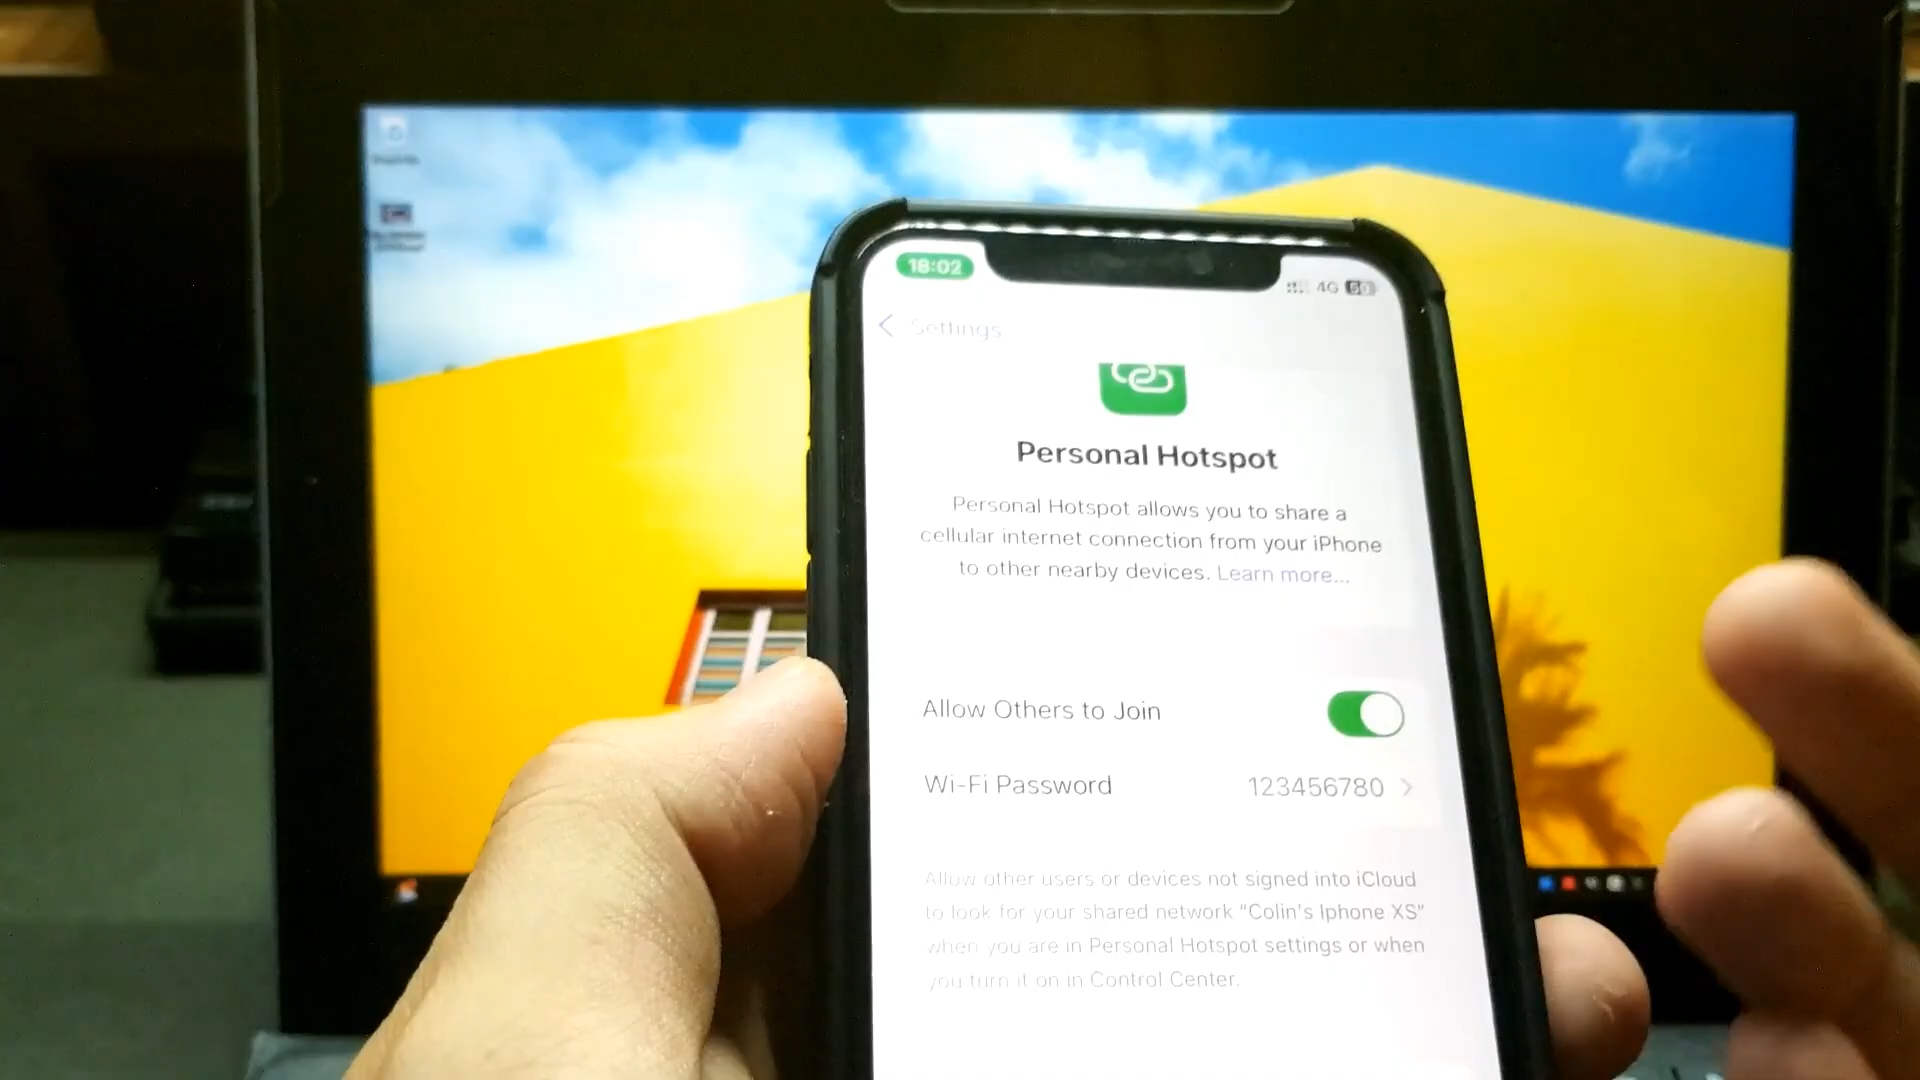 18:02
4G 60
Settings
Personal Hotspot
Personal Hotspot allows you to share a
cellular internet connection from your iPhone
to other nearby devices. Learn more...
Allow Others to Join
Wi-Fi Password 123456780
Allow other users or devices not signed into iCloud
to look for your shared network “Colin's Iphone XS”
when you are in Personal Hotspot settings or when
you turn it on in Control Center.